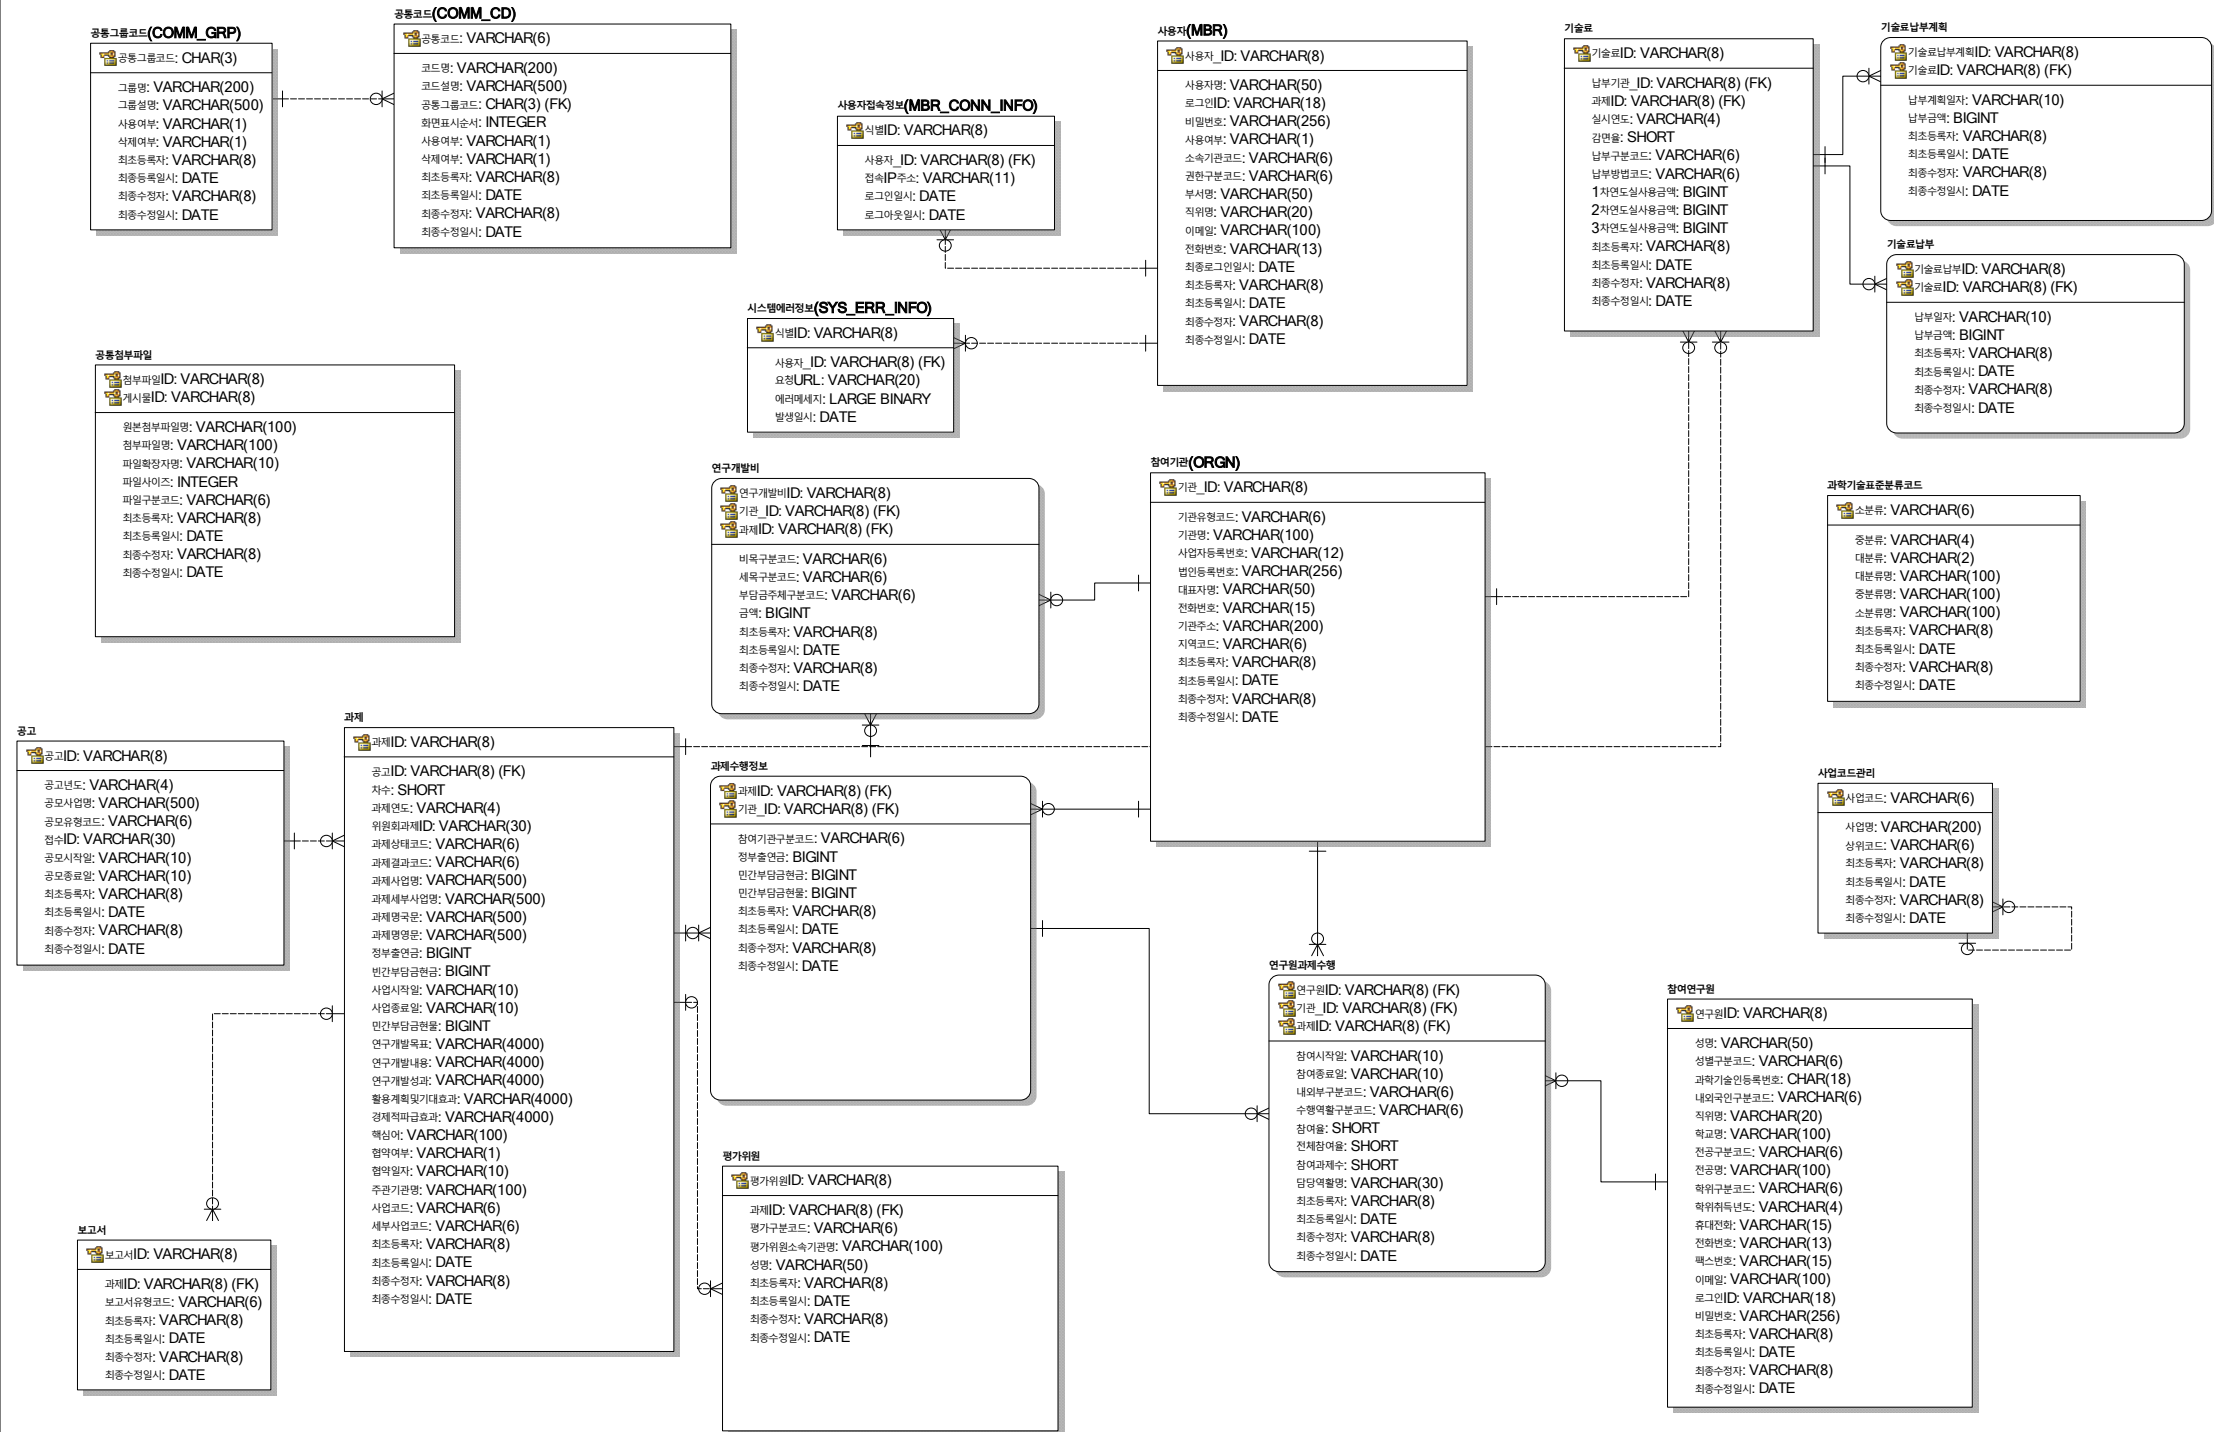 공통그룹코드(COMM_GRP)
공통그룹코드: CHAR(3)
그룹명: VARCHAR(200)
그룹설명: VARCHAR(500)
사용여부: VARCHAR(1)
삭제여부: VARCHAR(1)
최초등록자: VARCHAR(8)
최종등록일시: DATE
최종수정자: VARCHAR(8)
최종수정일시: DATE
공통코드(COMM_CD)
공통코드: VARCHAR(6)
코드명: VARCHAR(200)
코드설명: VARCHAR(500)
공통그룹코드: CHAR(3) (FK)
화면표시순서: INTEGER
사용여부: VARCHAR(1)
삭제여부: VARCHAR(1)
최초등록자: VARCHAR(8)
최초등록일시: DATE
최종수정자: VARCHAR(8)
최종수정일시: DATE
사용자접속정보(MBR_CONN_INFO)
식별ID: VARCHAR(8)
사용자_ID: VARCHAR(8) (FK)
접속IP주소: VARCHAR(11)
로그인일시: DATE
로그아웃일시: DATE
사용자(MBR)
사용자_ID: VARCHAR(8)
사용자명: VARCHAR(50)
로그인ID: VARCHAR(18)
비밀번호: VARCHAR(256)
사용여부: VARCHAR(1)
소속기관코드: VARCHAR(6)
권한구분코드: VARCHAR(6)
부서명: VARCHAR(50)
직위명: VARCHAR(20)
이메일: VARCHAR(100)
전화번호: VARCHAR(13)
최종로그인일시: DATE
최초등록자: VARCHAR(8)
최초등록일시: DATE
최종수정자: VARCHAR(8)
최종수정일시: DATE
기술료
기술료ID: VARCHAR(8)
납부기관_ID: VARCHAR(8) (FK)
과제ID: VARCHAR(8) (FK)
실시연도: VARCHAR(4)
감면율: SHORT
납부구분코드: VARCHAR(6)
납부방법코드: VARCHAR(6)
1차연도실사용금액: BIGINT
2차연도실사용금액: BIGINT
3차연도실사용금액: BIGINT
최초등록자: VARCHAR(8)
최초등록일시: DATE
최종수정자: VARCHAR(8)
최종수정일시: DATE
기술료납부계획
기술료납부계획ID: VARCHAR(8)
기술료ID: VARCHAR(8) (FK)
납부계획일자: VARCHAR(10)
납부금액: BIGINT
최초등록자: VARCHAR(8)
최초등록일시: DATE
최종수정자: VARCHAR(8)
최종수정일시: DATE
기술료납부
기술료납부ID: VARCHAR(8)
기술료ID: VARCHAR(8) (FK)
납부일자: VARCHAR(10)
납부금액: BIGINT
최초등록자: VARCHAR(8)
최초등록일시: DATE
최종수정자: VARCHAR(8)
최종수정일시: DATE
시스템에러정보(SYS_ERR_INFO)
식별ID: VARCHAR(8)
사용자_ID: VARCHAR(8) (FK)
요청URL: VARCHAR(20)
에러메세지: LARGE BINARY
발생일시: DATE
공통첨부파일
첨부파일ID: VARCHAR(8)
게시물ID: VARCHAR(8)
원본첨부파일명: VARCHAR(100)
첨부파일명: VARCHAR(100)
파일확장자명: VARCHAR(10)
파일사이즈: INTEGER
파일구분코드: VARCHAR(6)
최초등록자: VARCHAR(8)
최초등록일시: DATE
최종수정자: VARCHAR(8)
최종수정일시: DATE
연구개발비
연구개발비ID: VARCHAR(8)
기관_ID: VARCHAR(8) (FK)
과제ID: VARCHAR(8) (FK)
비목구분코드: VARCHAR(6)
세목구분코드: VARCHAR(6)
부담금주체구분코드: VARCHAR(6)
금액: BIGINT
최초등록자: VARCHAR(8)
최초등록일시: DATE
최종수정자: VARCHAR(8)
최종수정일시: DATE
참여기관(ORGN)
기관_ID: VARCHAR(8)
기관유형코드: VARCHAR(6)
기관명: VARCHAR(100)
사업자등록번호: VARCHAR(12)
법인등록번호: VARCHAR(256)
대표자명: VARCHAR(50)
전화번호: VARCHAR(15)
기관주소: VARCHAR(200)
지역코드: VARCHAR(6)
최초등록자: VARCHAR(8)
최초등록일시: DATE
최종수정자: VARCHAR(8)
최종수정일시: DATE
과학기술표준분류코드
소분류: VARCHAR(6)
중분류: VARCHAR(4)
대분류: VARCHAR(2)
대분류명: VARCHAR(100)
중분류명: VARCHAR(100)
소분류명: VARCHAR(100)
최초등록자: VARCHAR(8)
최초등록일시: DATE
최종수정자: VARCHAR(8)
최종수정일시: DATE
공고
공고ID: VARCHAR(8)
공고년도: VARCHAR(4)
공모사업명: VARCHAR(500)
공모유형코드: VARCHAR(6)
접수ID: VARCHAR(30)
공모시작일: VARCHAR(10)
공모종료일: VARCHAR(10)
최초등록자: VARCHAR(8)
최초등록일시: DATE
최종수정자: VARCHAR(8)
최종수정일시: DATE
과제
과제ID: VARCHAR(8)
공고ID: VARCHAR(8) (FK)
차수: SHORT
과제연도: VARCHAR(4)
위원회과제ID: VARCHAR(30)
과제상태코드: VARCHAR(6)
과제결과코드: VARCHAR(6)
과제사업명: VARCHAR(500)
과제세부사업명: VARCHAR(500)
과제명국문: VARCHAR(500)
과제명영문: VARCHAR(500)
정부출연금: BIGINT
빈간부담금현금: BIGINT
사업시작일: VARCHAR(10)
사업종료일: VARCHAR(10)
민간부담금현물: BIGINT
연구개발목표: VARCHAR(4000)
연구개발내용: VARCHAR(4000)
연구개발성과: VARCHAR(4000)
활용계획및기대효과: VARCHAR(4000)
경제적파급효과: VARCHAR(4000)
핵심어: VARCHAR(100)
협약여부: VARCHAR(1)
협약일자: VARCHAR(10)
주관기관명: VARCHAR(100)
사업코드: VARCHAR(6)
세부사업코드: VARCHAR(6)
최초등록자: VARCHAR(8)
최초등록일시: DATE
최종수정자: VARCHAR(8)
최종수정일시: DATE
과제수행정보
과제ID: VARCHAR(8) (FK)
기관_ID: VARCHAR(8) (FK)
참여기관구분코드: VARCHAR(6)
정부출연금: BIGINT
민간부담금현금: BIGINT
민간부담금현물: BIGINT
최초등록자: VARCHAR(8)
최초등록일시: DATE
최종수정자: VARCHAR(8)
최종수정일시: DATE
사업코드관리
사업코드: VARCHAR(6)
사업명: VARCHAR(200)
상위코드: VARCHAR(6)
최초등록자: VARCHAR(8)
최초등록일시: DATE
최종수정자: VARCHAR(8)
최종수정일시: DATE
연구원과제수행
연구원ID: VARCHAR(8) (FK)
기관_ID: VARCHAR(8) (FK)
과제ID: VARCHAR(8) (FK)
참여시작일: VARCHAR(10)
참여종료일: VARCHAR(10)
내외부구분코드: VARCHAR(6)
수행역활구분코드: VARCHAR(6)
참여율: SHORT
전체참여율: SHORT
참여과제수: SHORT
담당역활명: VARCHAR(30)
최초등록자: VARCHAR(8)
최조등록일시: DATE
최종수정자: VARCHAR(8)
최종수정일시: DATE
참여연구원
연구원ID: VARCHAR(8)
성명: VARCHAR(50)
성별구분코드: VARCHAR(6)
과학기술인등록번호: CHAR(18)
내외국인구분코드: VARCHAR(6)
직위명: VARCHAR(20)
학교명: VARCHAR(100)
전공구분코드: VARCHAR(6)
전공명: VARCHAR(100)
학위구분코드: VARCHAR(6)
학위취득년도: VARCHAR(4)
휴대전화: VARCHAR(15)
전화번호: VARCHAR(13)
팩스번호: VARCHAR(15)
이메일: VARCHAR(100)
로그인ID: VARCHAR(18)
비밀번호: VARCHAR(256)
최초등록자: VARCHAR(8)
최초등록일시: DATE
최종수정자: VARCHAR(8)
최종수정일시: DATE
평가위원
평가위원ID: VARCHAR(8)
과제ID: VARCHAR(8) (FK)
평가구분코드: VARCHAR(6)
평가위원소속기관명: VARCHAR(100)
성명: VARCHAR(50)
최초등록자: VARCHAR(8)
최초등록일시: DATE
최종수정자: VARCHAR(8)
최종수정일시: DATE
보고서
보고서ID: VARCHAR(8)
과제ID: VARCHAR(8) (FK)
보고서유형코드: VARCHAR(6)
최초등록자: VARCHAR(8)
최초등록일시: DATE
최종수정자: VARCHAR(8)
최종수정일시: DATE